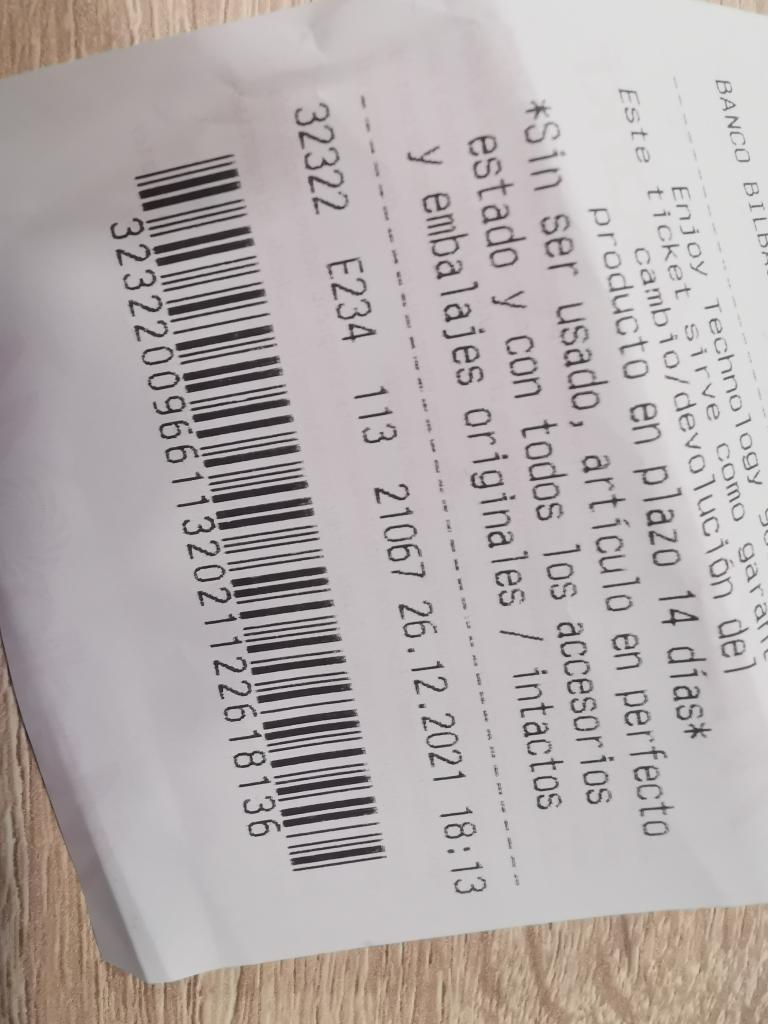 BANCO BILBA
Enjoy Technology
Este ticket sirve como garant
cambio/devolución del
producto en plazo 14 días*
*Sin ser usado, artículo en perfecto
estado y con todos los accesorios
y embalajes originales / intactos
32322 E234 113 21067 26.12.2021 18:13
32322009661132021122618136